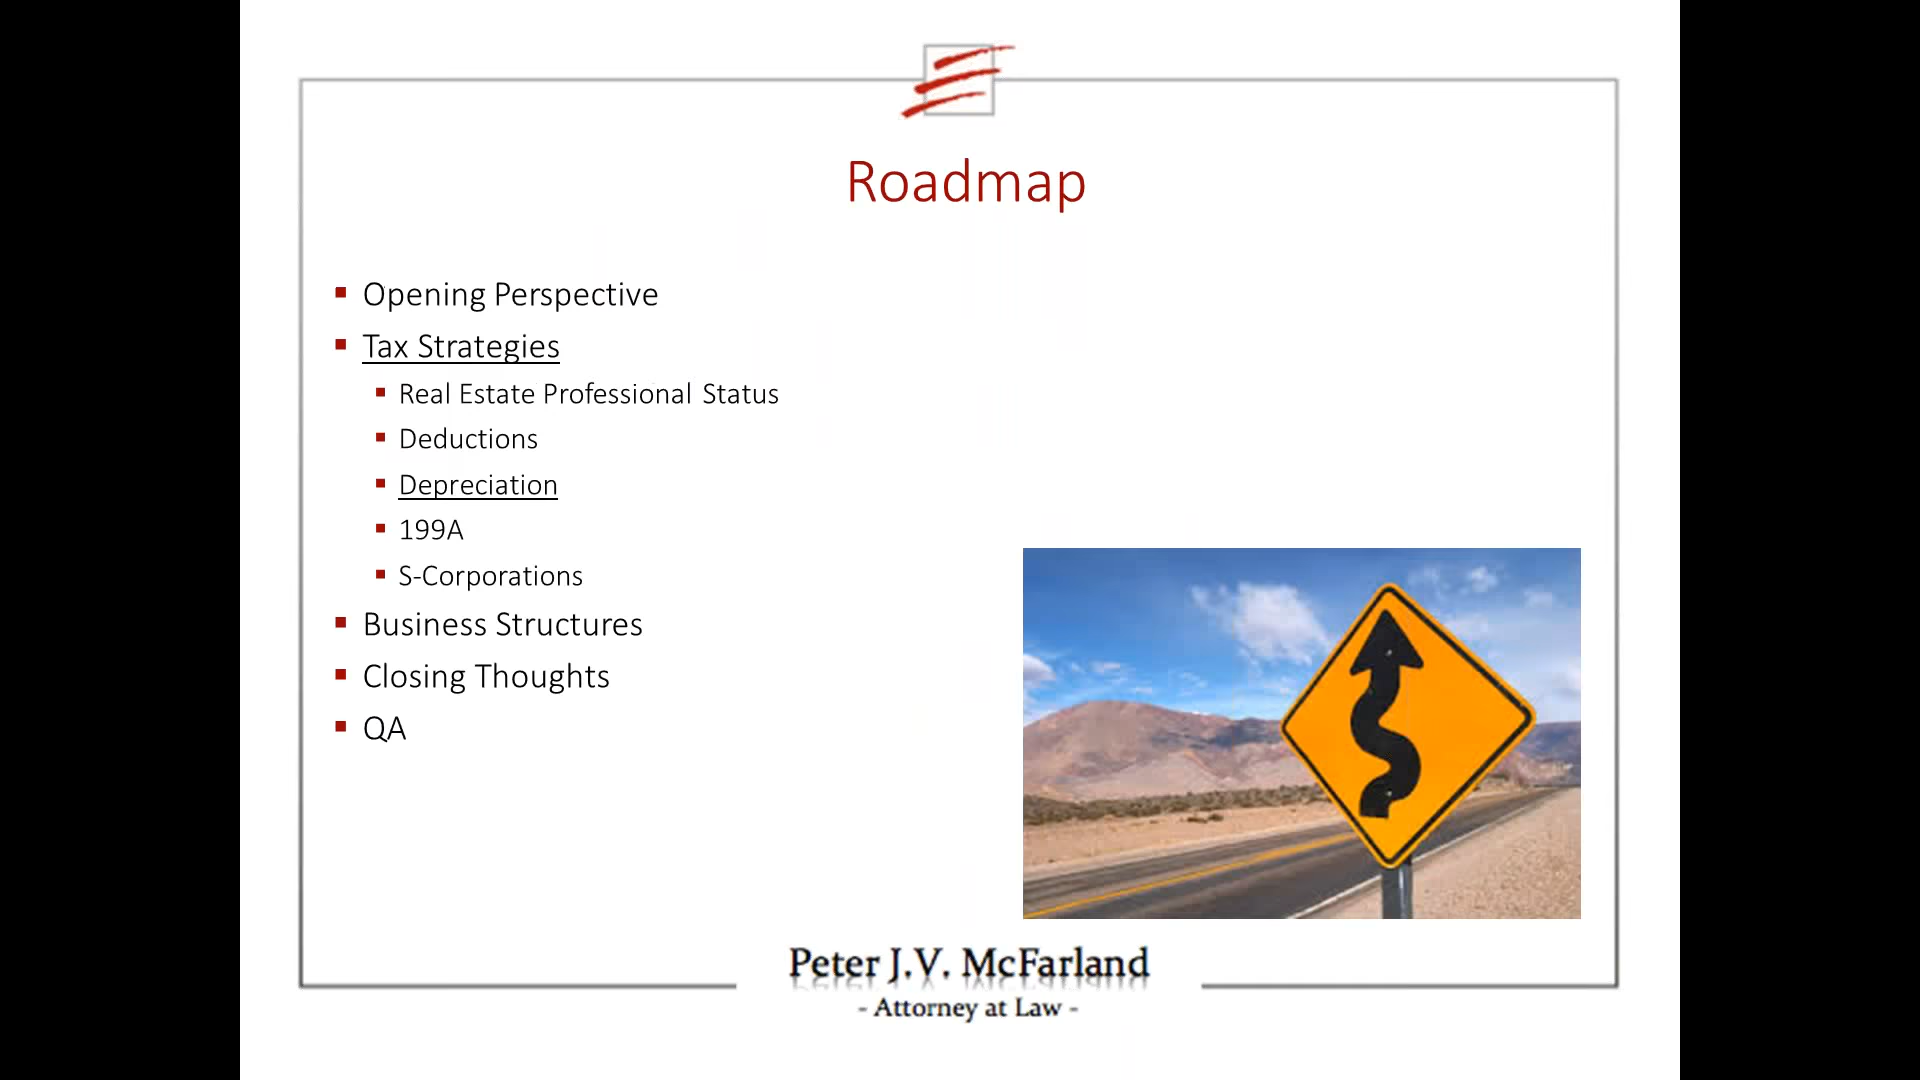 Roadmap
Opening Perspective
Tax Strategies
Real Estate Professional Status
Deductions
Depreciation
199A
S-Corporations
Business Structures
Closing Thoughts
QA
Peter J.V. McFarland
- Attorney at Law -